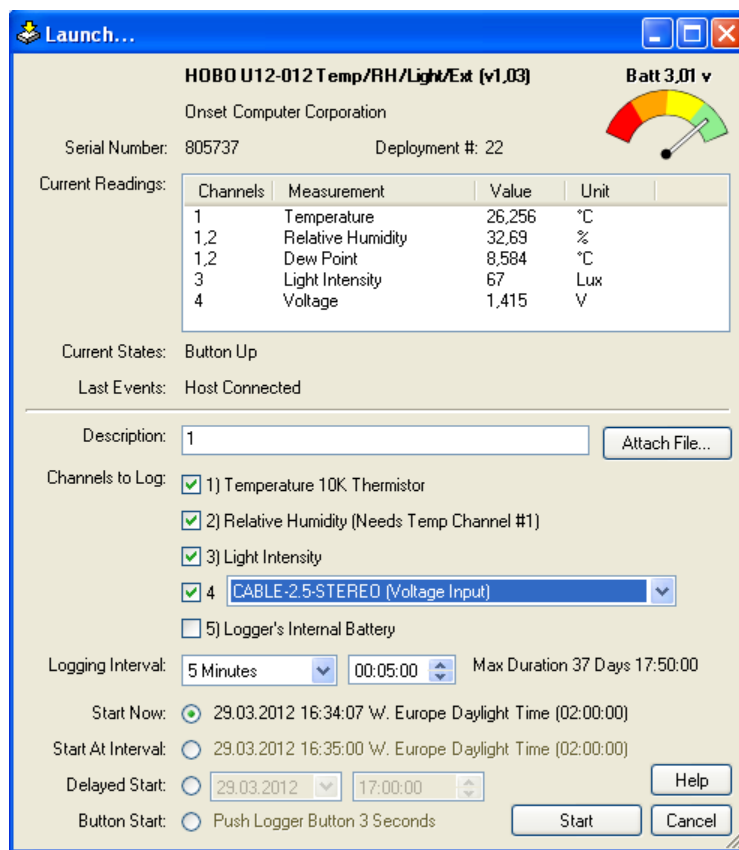 Launch...
HOBO U12-012 Temp/RH/Light/Ext (v1,03) Batt 3,01 v
Onset Computer Corporation
Serial Number: 805737 Deployment #: 22
Current Readings:
Channels Measurement Value Unit
1 Temperature 26,256 °C
1,2 Relative Humidity 32,69 %
1,2 Dew Point 8,584 °C
3 Light Intensity 67 Lux
4 Voltage 1,415 V
Current States: Button Up
Last Events: Host Connected
Description: 1 Attach File...
Channels to Log: 1) Temperature 10K Thermistor
2) Relative Humidity (Needs Temp Channel #1)
3) Light Intensity
4 CABLE-2.5-STEREO (Voltage Input)
5) Logger's Internal Battery
Logging Interval: 5 Minutes 00:05:00 Max Duration 37 Days 17:50:00
Start Now: 29.03.2012 16:34:07 W. Europe Daylight Time (02:00:00)
Start At Interval: 29.03.2012 16:35:00 W. Europe Daylight Time (02:00:00)
Delayed Start: 29.03.2012 17:00:00 Help
Button Start: Push Logger Button 3 Seconds Start Cancel